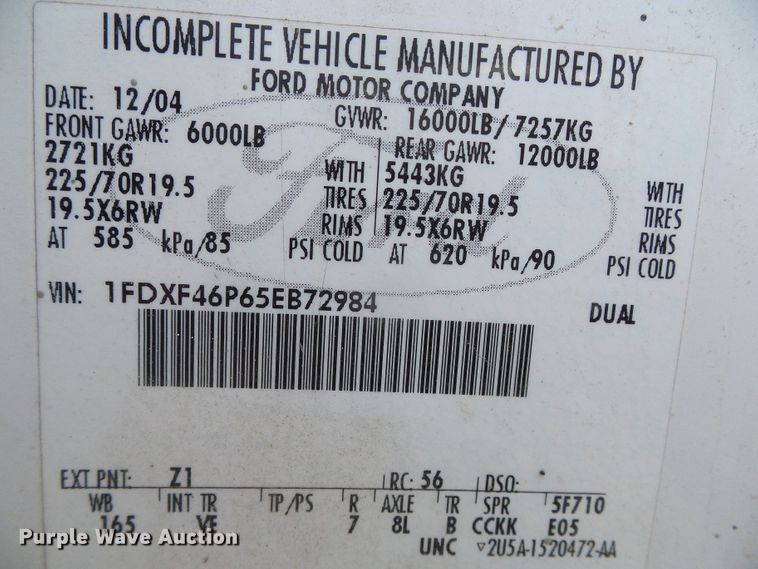 INCOMPLETE VEHICLE MANUFACTURED BY
FORD MOTOR COMPANY
DATE: 12/04 GVWR: 16000LB/ 7257KG
FRONT GAWR: 6000LB REAR GAWR: 12000LB
2721KG WITH 5443KG WITH
225/70R19.5 TIRES 225/70R19.5 TIRES
19.5X6RW RIMS 19.5X6RW RIMS
AT 585 kPa/85 PSI COLD AT 620 kPa/90 PSI COLD
VIN: 1FDXF46P65EB72984 DUAL
Ford
EXT PNT: Z1 RC: 56 DSO:
WB INT TR TP/PS R AXLE TR SPR 5F710
165 VE 7 8L B CCKK E05
UNC ▽2U5A-1520472-AA
Purple Wave Auction